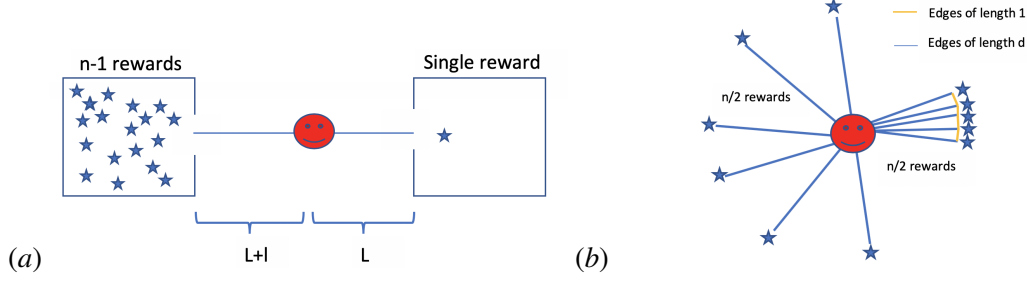 n-1 rewards
Single reward
L+l
L
(a)
Edges of length 1
Edges of length d
n/2 rewards
n/2 rewards
(b)